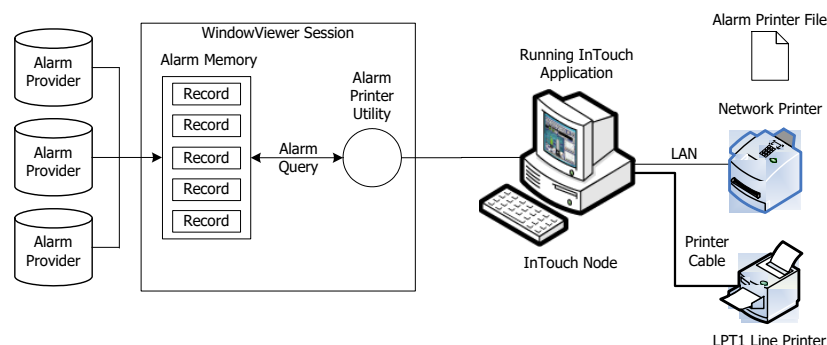 Alarm
Provider
Alarm
Provider
Alarm
Provider
WindowViewer Session
Alarm Memory
Record
Record
Record
Record
Record
Alarm
Query
Alarm
Printer
Utility
Running InTouch
Application
InTouch Node
Alarm Printer File
Network Printer
LAN
Printer
Cable
LPT1 Line Printer